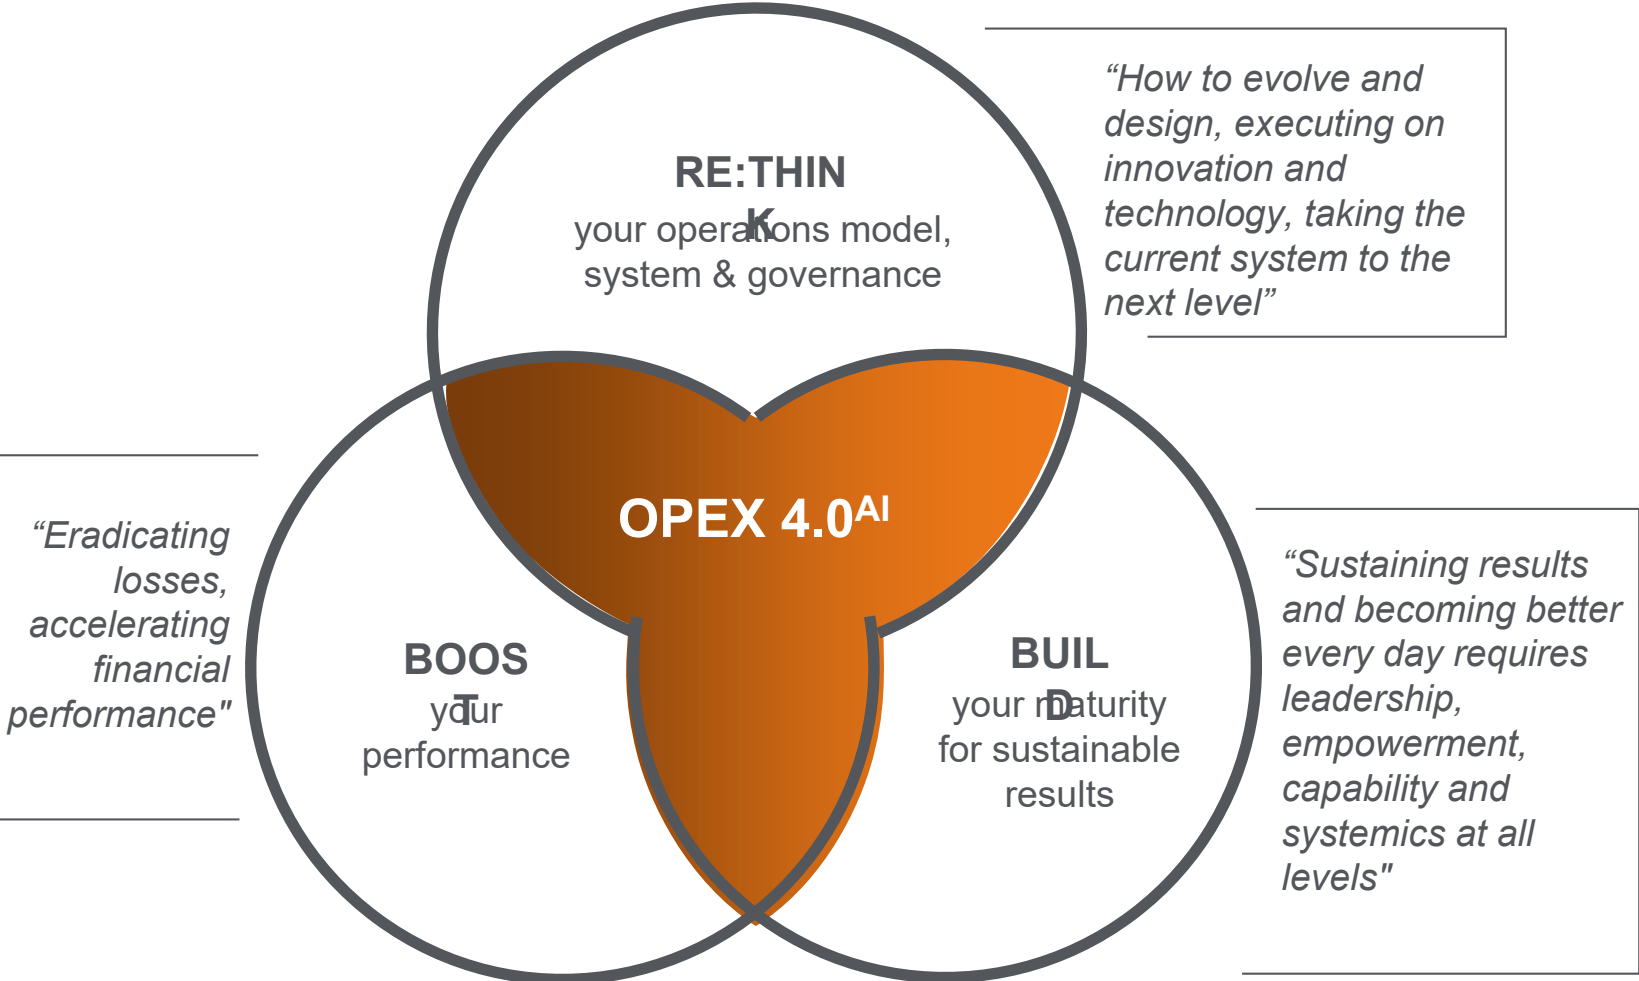 RE:THIN
K
your operations model,
system & governance
“How to evolve and
design, executing on
innovation and
technology, taking the
current system to the
next level”
OPEX 4.0AI
“Eradicating
losses,
accelerating
financial
performance"
BOOS
T
your
performance
BUIL
D
your maturity
for sustainable
results
“Sustaining results
and becoming better
every day requires
leadership,
empowerment,
capability and
systemics at all
levels"